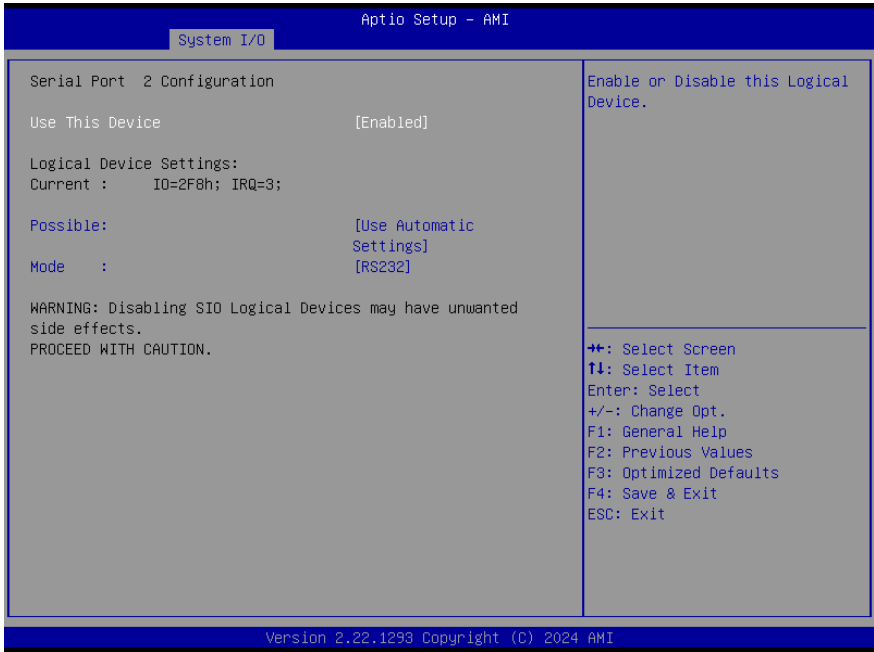 Aptio Setup - AMI
System I/O
Serial Port  2 Configuration
Use This Device [Enabled]
Logical Device Settings:
Current :     IO=2F8h; IRQ=3;
Possible: [Use Automatic
Settings]
Mode    : [RS232]
WARNING: Disabling SIO Logical Devices may have unwanted
side effects.
PROCEED WITH CAUTION.
Enable or Disable this Logical
Device.
→←: Select Screen
↑↓: Select Item
Enter: Select
+/-: Change Opt.
F1: General Help
F2: Previous Values
F3: Optimized Defaults
F4: Save & Exit
ESC: Exit
Version 2.22.1293 Copyright (C) 2024 AMI